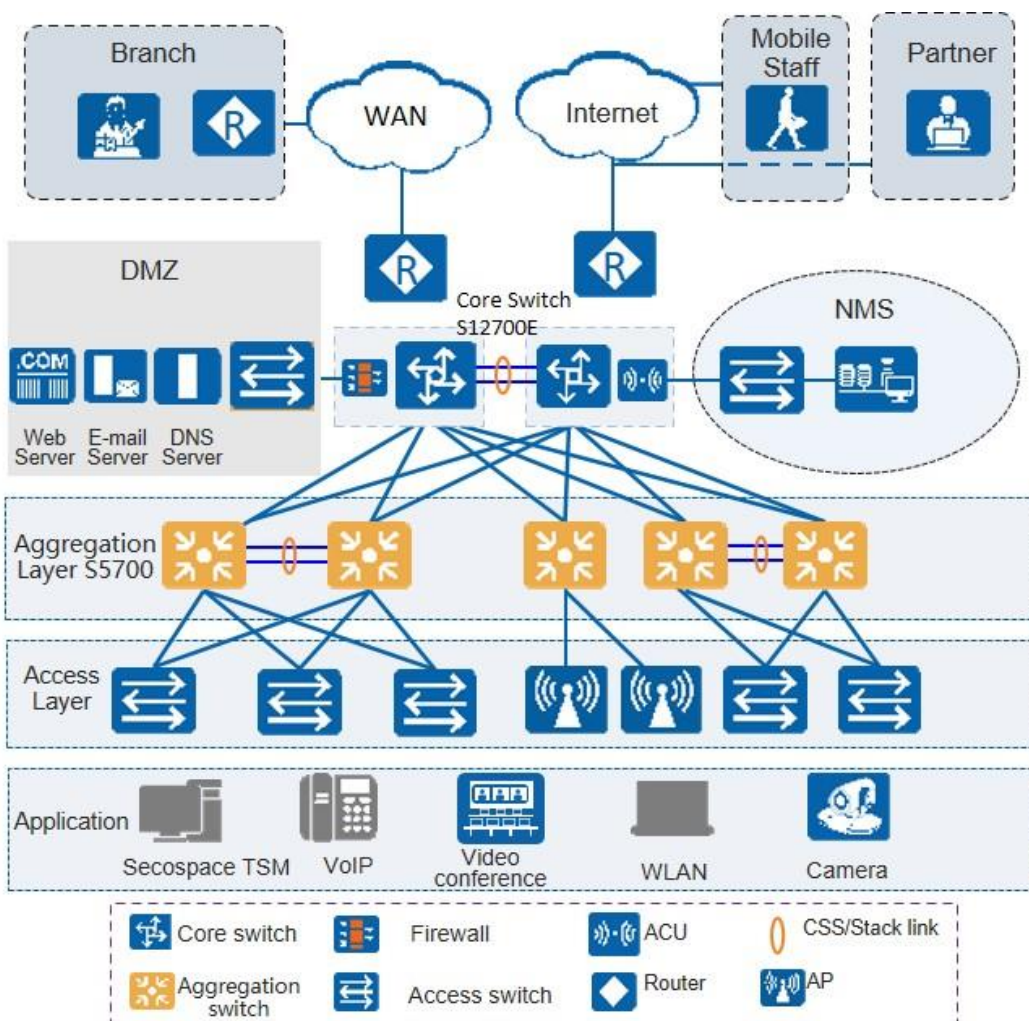 Branch
WAN
Internet
Mobile
Staff
Partner
R
R
R
DMZ
Core Switch
S12700E
NMS
.COM
Web
Server
E-mail
Server
DNS
Server
Aggregation
Layer S5700
Access
Layer
Application
Secospace TSM
VoIP
Video
conference
WLAN
Camera
Core switch
Firewall
ACU
CSS/Stack link
Aggregation
switch
Access switch
Router
AP